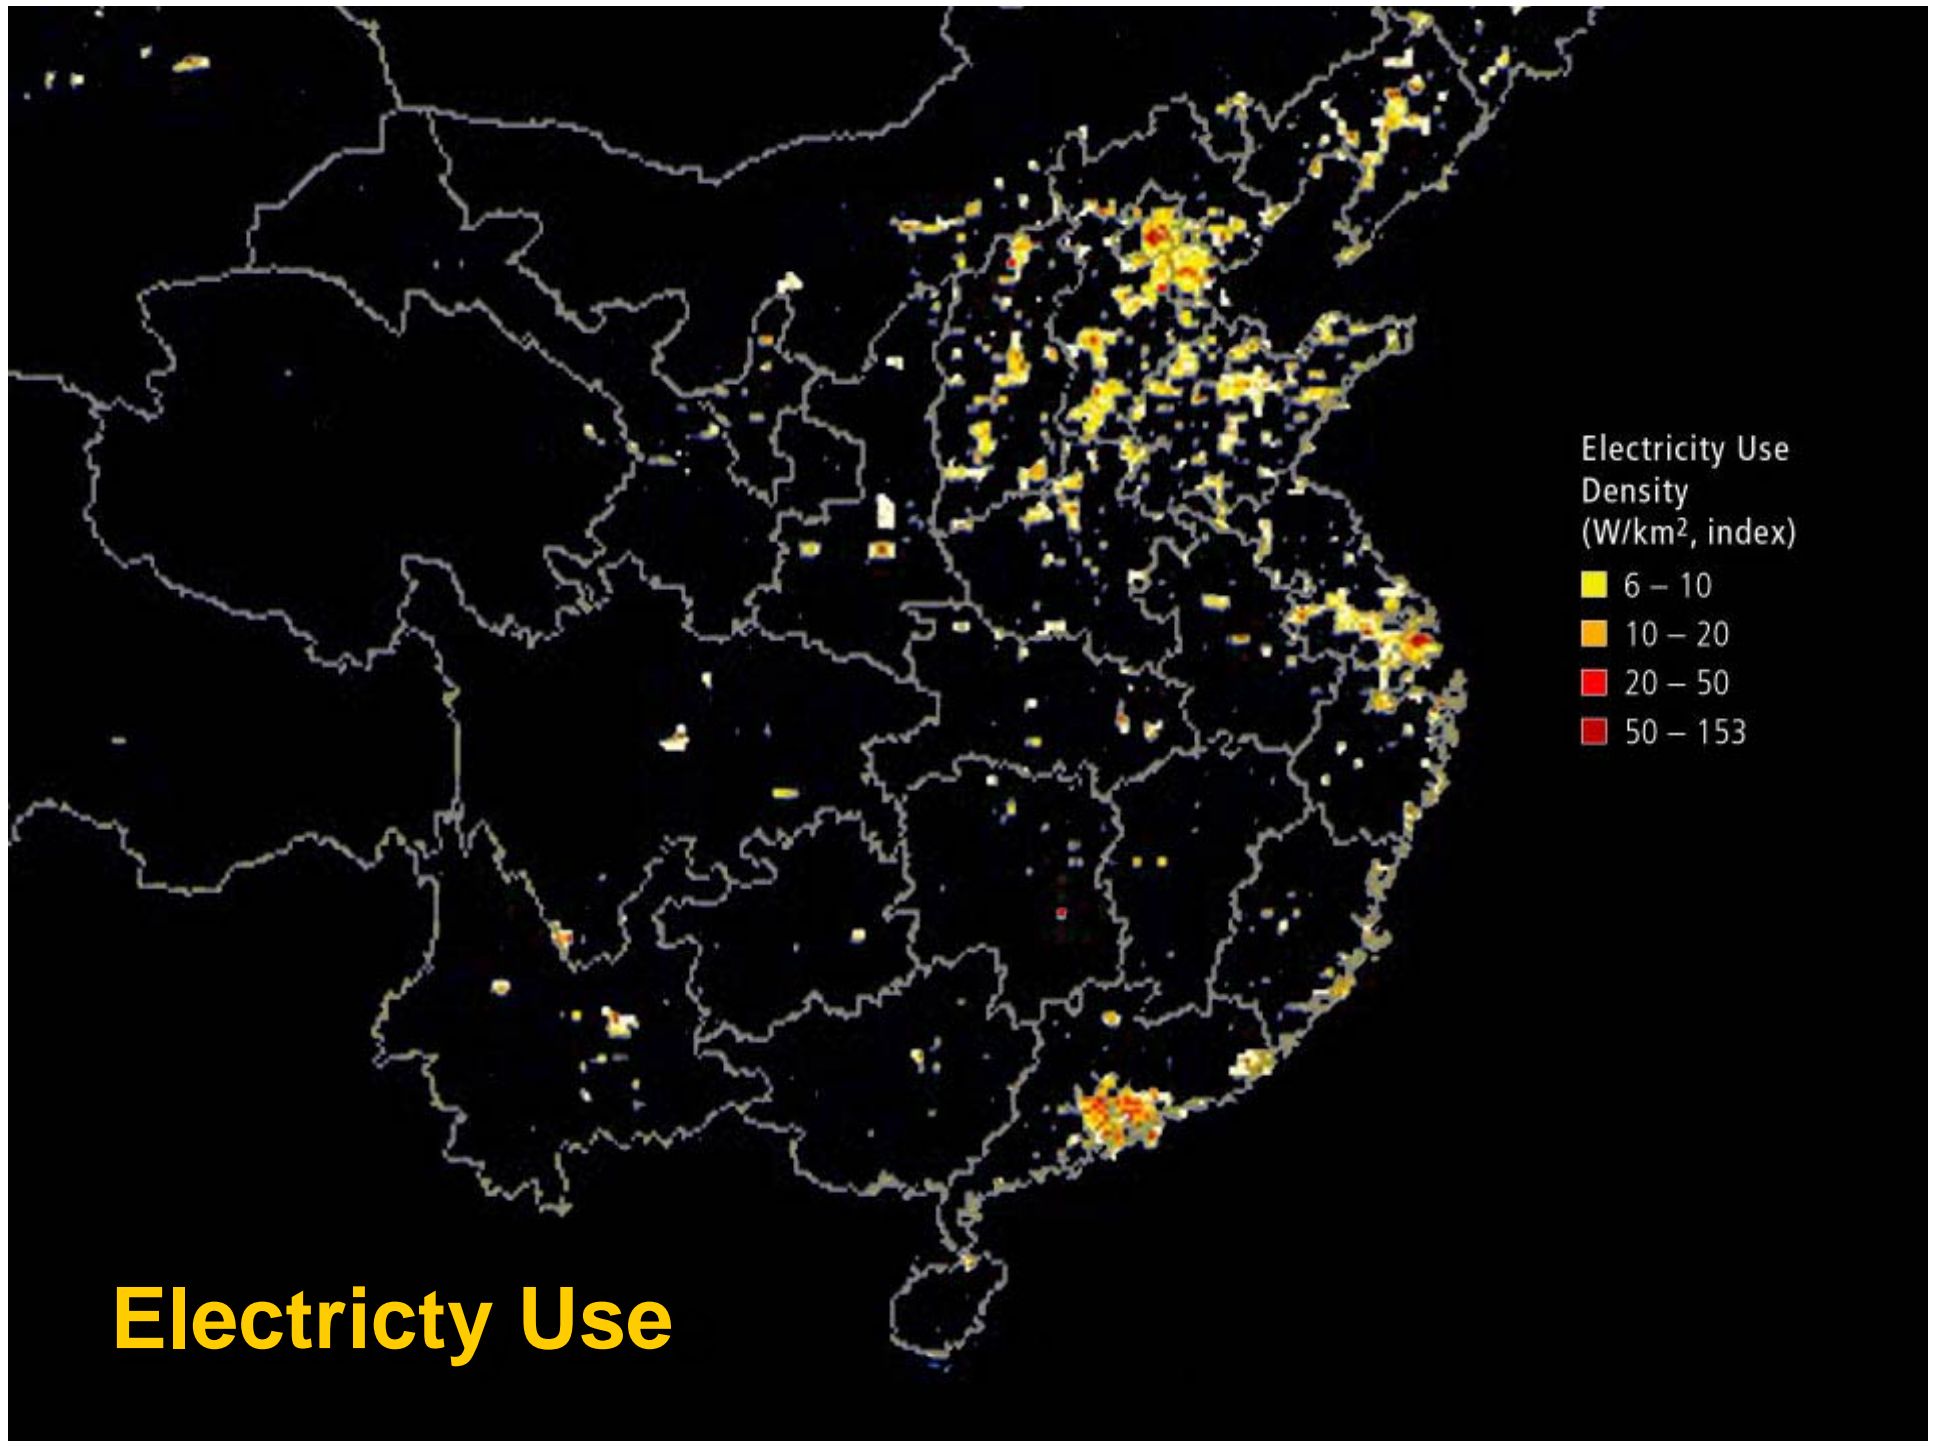 Electricity Use
Density
(W/km², index)
6 – 10
10 – 20
20 – 50
50 – 153
Electricty Use